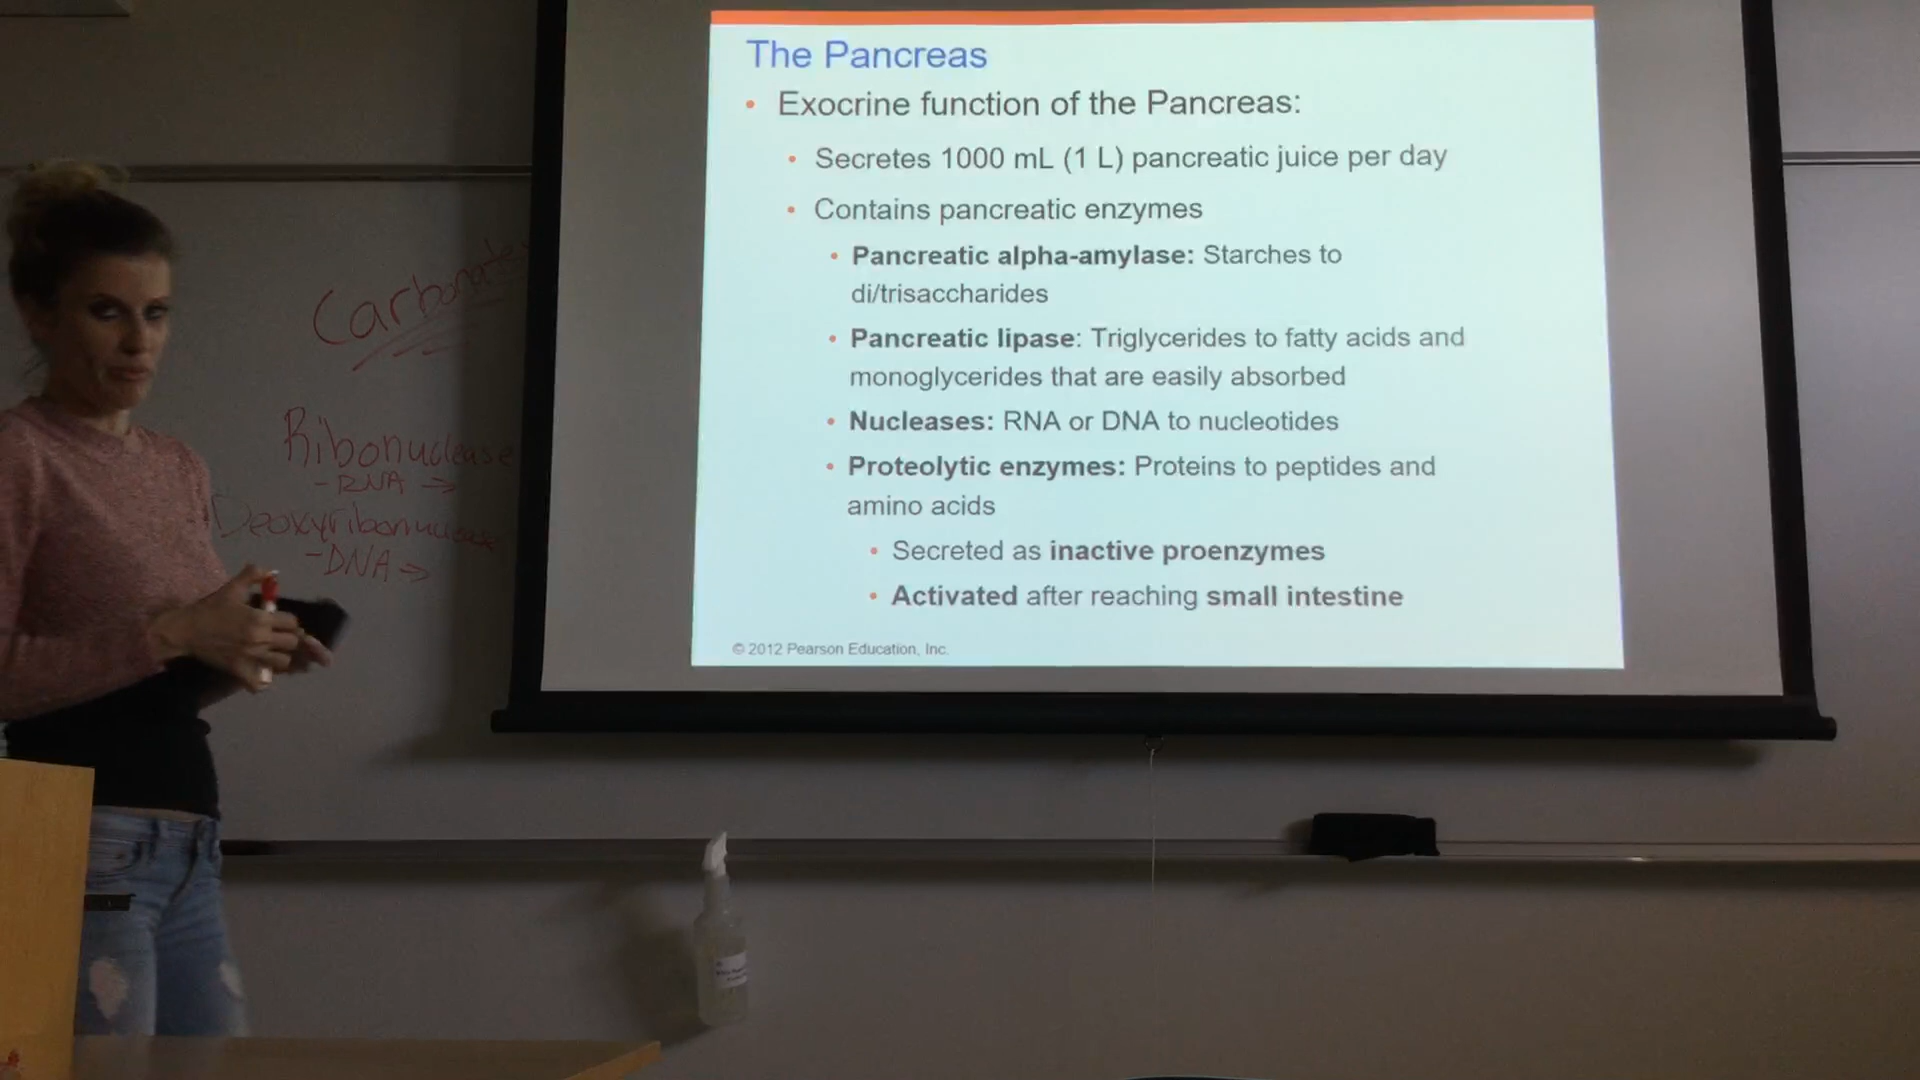 The Pancreas
• Exocrine function of the Pancreas:
• Secretes 1000 mL (1 L) pancreatic juice per day
• Contains pancreatic enzymes
• Pancreatic alpha-amylase: Starches to
di/trisaccharides
• Pancreatic lipase: Triglycerides to fatty acids and
monoglycerides that are easily absorbed
• Nucleases: RNA or DNA to nucleotides
• Proteolytic enzymes: Proteins to peptides and
amino acids
• Secreted as inactive proenzymes
• Activated after reaching small intestine
© 2012 Pearson Education, Inc.
Carbonate
Ribonuclease
- RNA →
Deoxyribonuclease
- DNA →